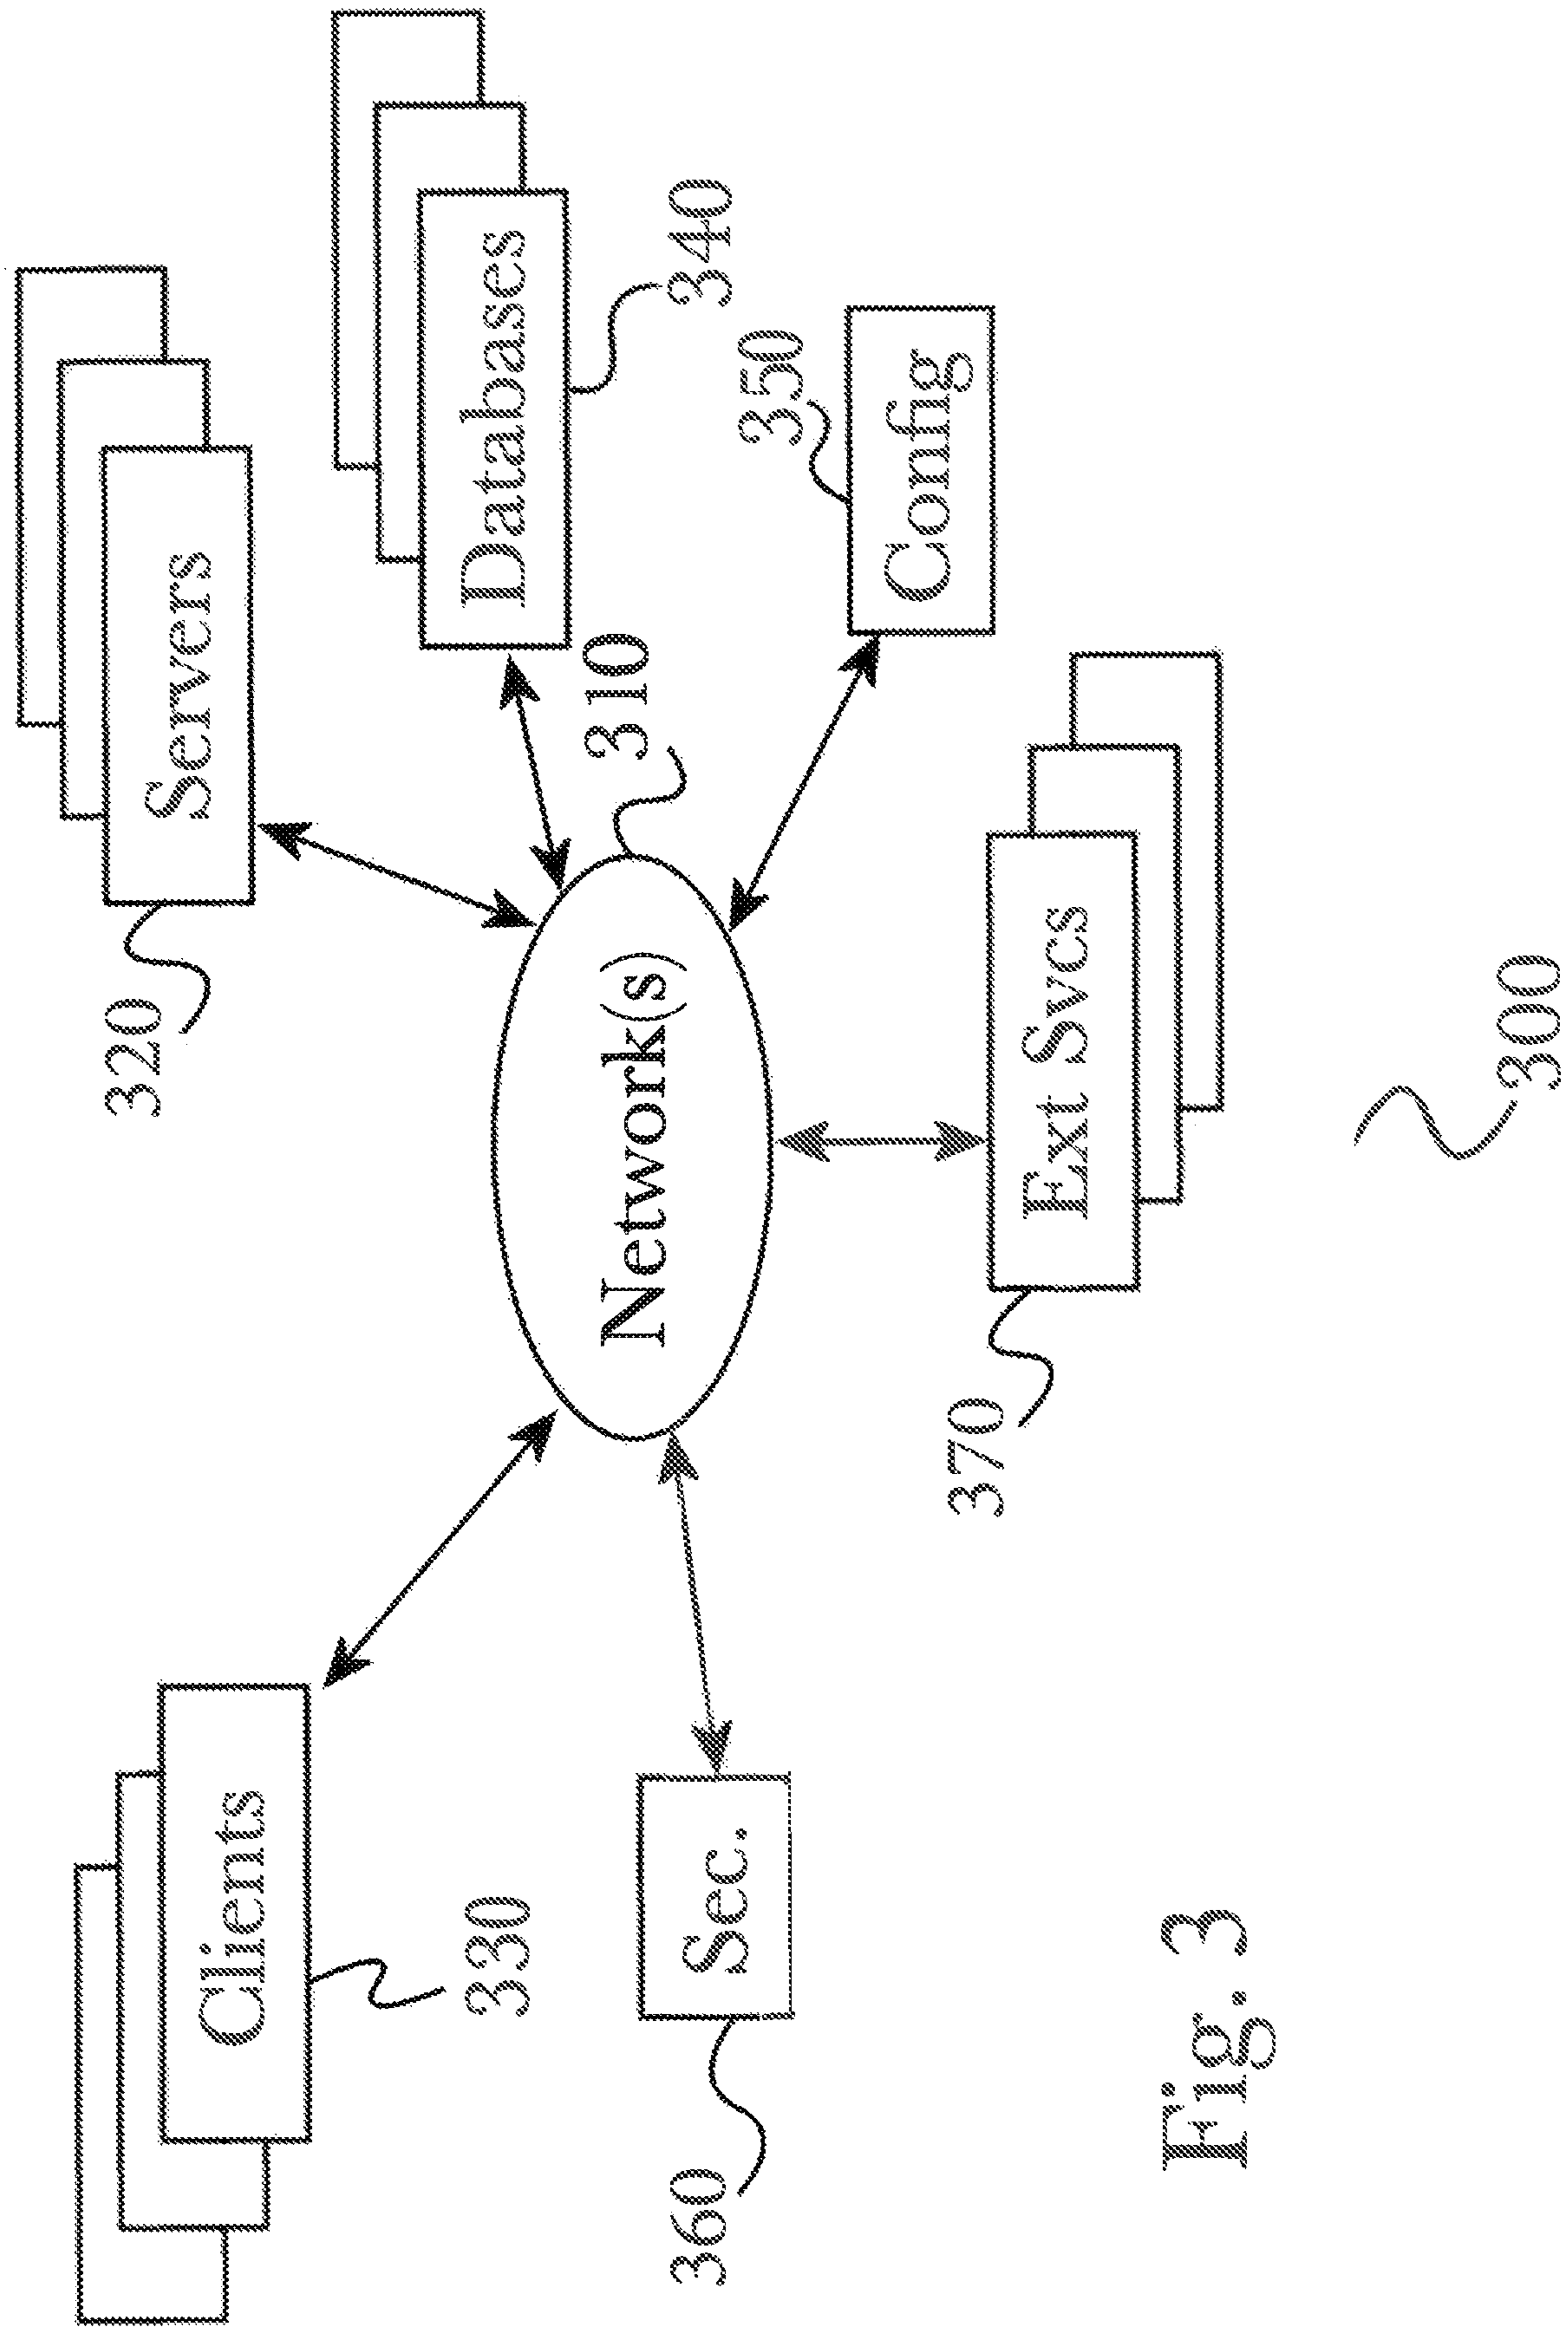 Clients
330
Sec.
360
320
Servers
Databases
340
310
Network(s)
350
Config
Ext Svcs
370
300
Fig. 3